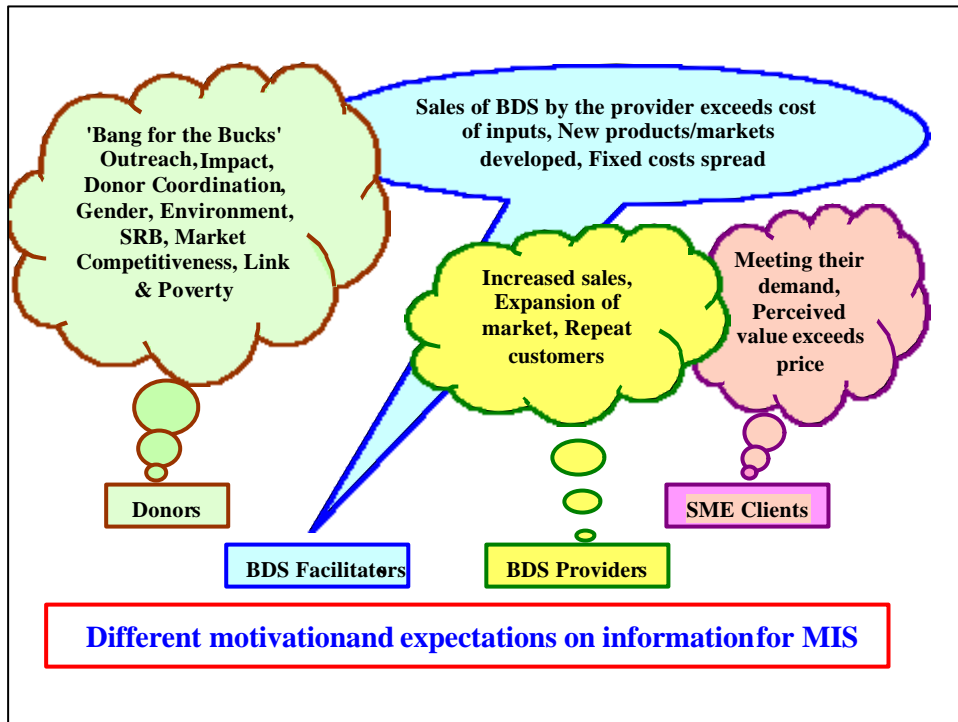 'Bang for the Bucks'
Outreach, Impact,
Donor Coordination,
Gender, Environment,
SRB, Market
Competitiveness, Link
& Poverty
Sales of BDS by the provider exceeds cost
of inputs, New products/markets
developed, Fixed costs spread
Increased sales,
Expansion of
market, Repeat
customers
Meeting their
demand,
Perceived
value exceeds
price
Donors
BDS Facilitators
BDS Providers
SME Clients
Different motivationand expectations on informationfor MIS